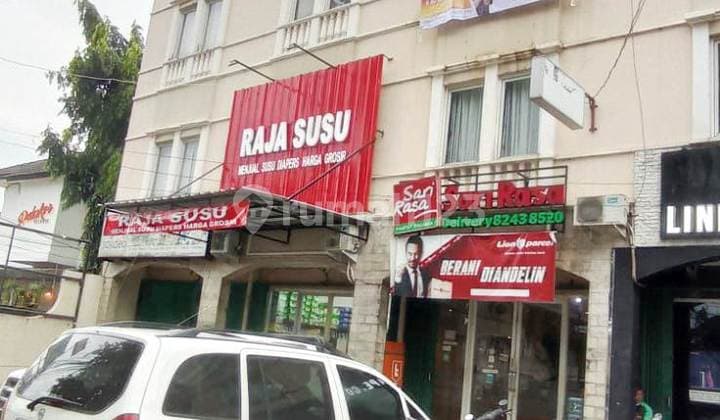 RAJA SUSU
MENJUAL SUSU DIAPERS HARGA GROSIR
RAJA SUSU
MENJUAL SUSU DIAPERS HARGA GROSIR
Sari
Rasa
Sari Rasa
Delivery 8243 8520
Lion parcel
BERANI DIANDELIN
LIN
rumah123